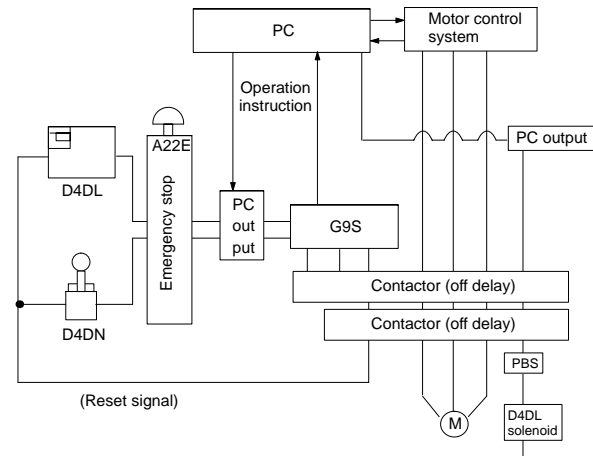 PC
Motor control
system
Operation
instruction
A22E
PC output
D4DL
Emergency stop
PC
out
put
G9S
Contactor (off delay)
D4DN
Contactor (off delay)
PBS
(Reset signal)
M
D4DL
solenoid